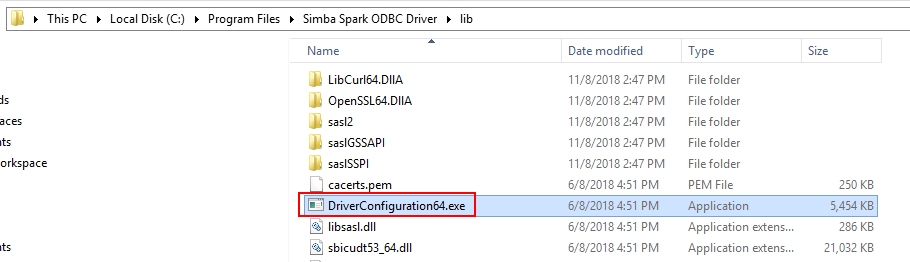 This PC Local Disk (C:) Program Files Simba Spark ODBC Driver lib
Name Date modified Type Size
LibCurl64.DllA 11/8/2018 2:47 PM File folder
ds OpenSSL64.DllA 11/8/2018 2:47 PM File folder
aces sasl2 11/8/2018 2:47 PM File folder
nts saslGSSAPI 11/8/2018 2:47 PM File folder
orkspace saslSSPI 11/8/2018 2:47 PM File folder
cacerts.pem 6/8/2018 4:51 PM PEM File 250 KB
DriverConfiguration64.exe 6/8/2018 4:51 PM Application 5,454 KB
libsasl.dll 6/8/2018 4:51 PM Application extens... 286 KB
nts sbicudt53_64.dll 6/8/2018 4:51 PM Application extens... 21,032 KB